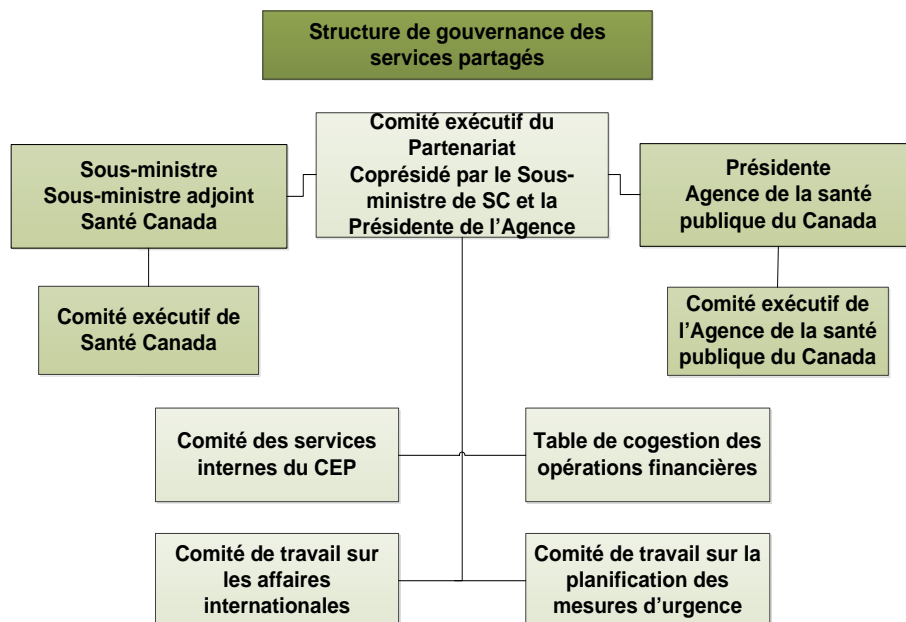 Structure de gouvernance des
services partagés
Comité exécutif du
Partenariat
Coprésidé par le Sous-
ministre de SC et la
Présidente de l'Agence
Sous-ministre
Sous-ministre adjoint
Santé Canada
Présidente
Agence de la santé
publique du Canada
Comité exécutif de
Santé Canada
Comité exécutif de
l'Agence de la santé
publique du Canada
Comité des services
internes du CEP
Table de cogestion des
opérations financières
Comité de travail sur
les affaires
internationales
Comité de travail sur la
planification des
mesures d'urgence